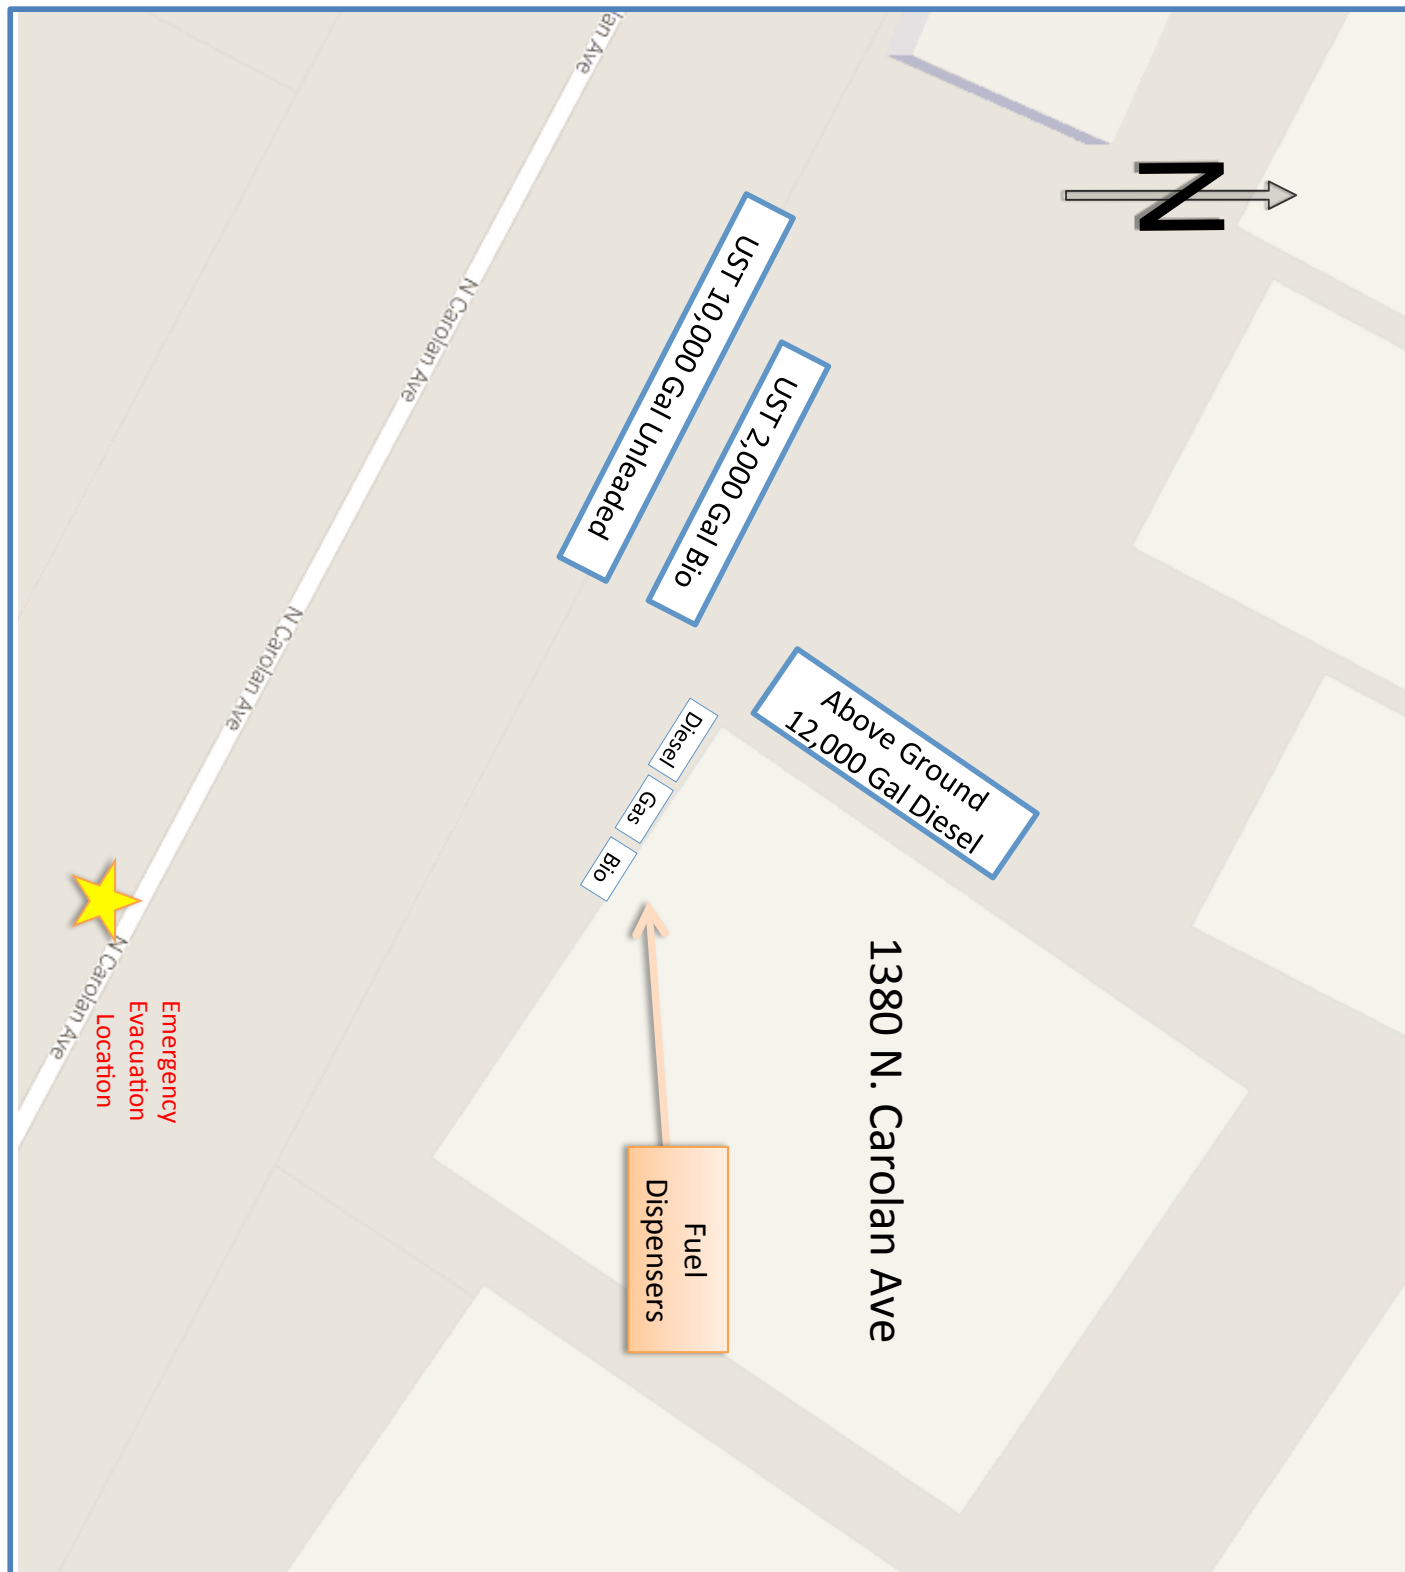 N
1380 N. Carolan Ave
Above Ground
12,000 Gal Diesel
UST 2,000 Gal Bio
UST 10,000 Gal Unleaded
Diesel
Gas
Bio
Fuel
Dispensers
lan Ave
N Carolan Ave
N Carolan Ave
N Carolan Ave
Emergency
Evacuation
Location